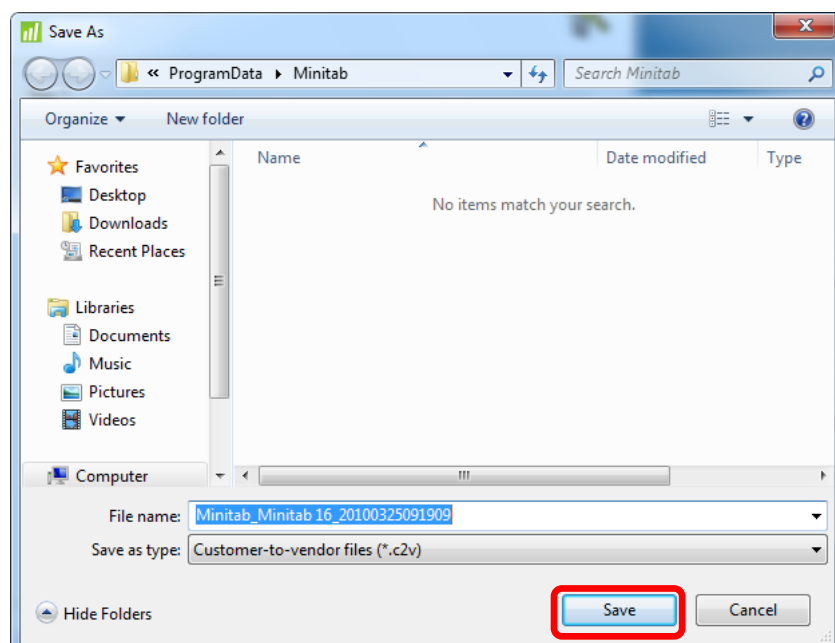 Save As
« ProgramData ▸ Minitab
Search Minitab
Organize
New folder
Name
Date modified
Type
No items match your search.
Favorites
Desktop
Downloads
Recent Places
Libraries
Documents
Music
Pictures
Videos
Computer
File name: Minitab_Minitab 16_20100325091909
Save as type: Customer-to-vendor files (*.c2v)
Hide Folders
Save
Cancel